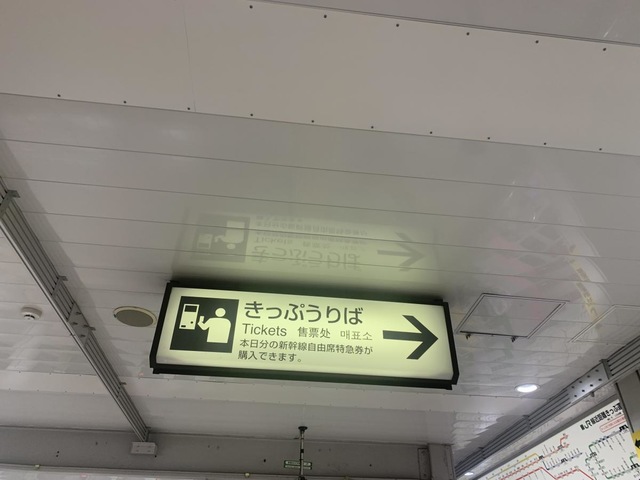 きっぷうりば
Tickets 售票处 매표소
本日分の新幹線自由席特急券が
購入できます。